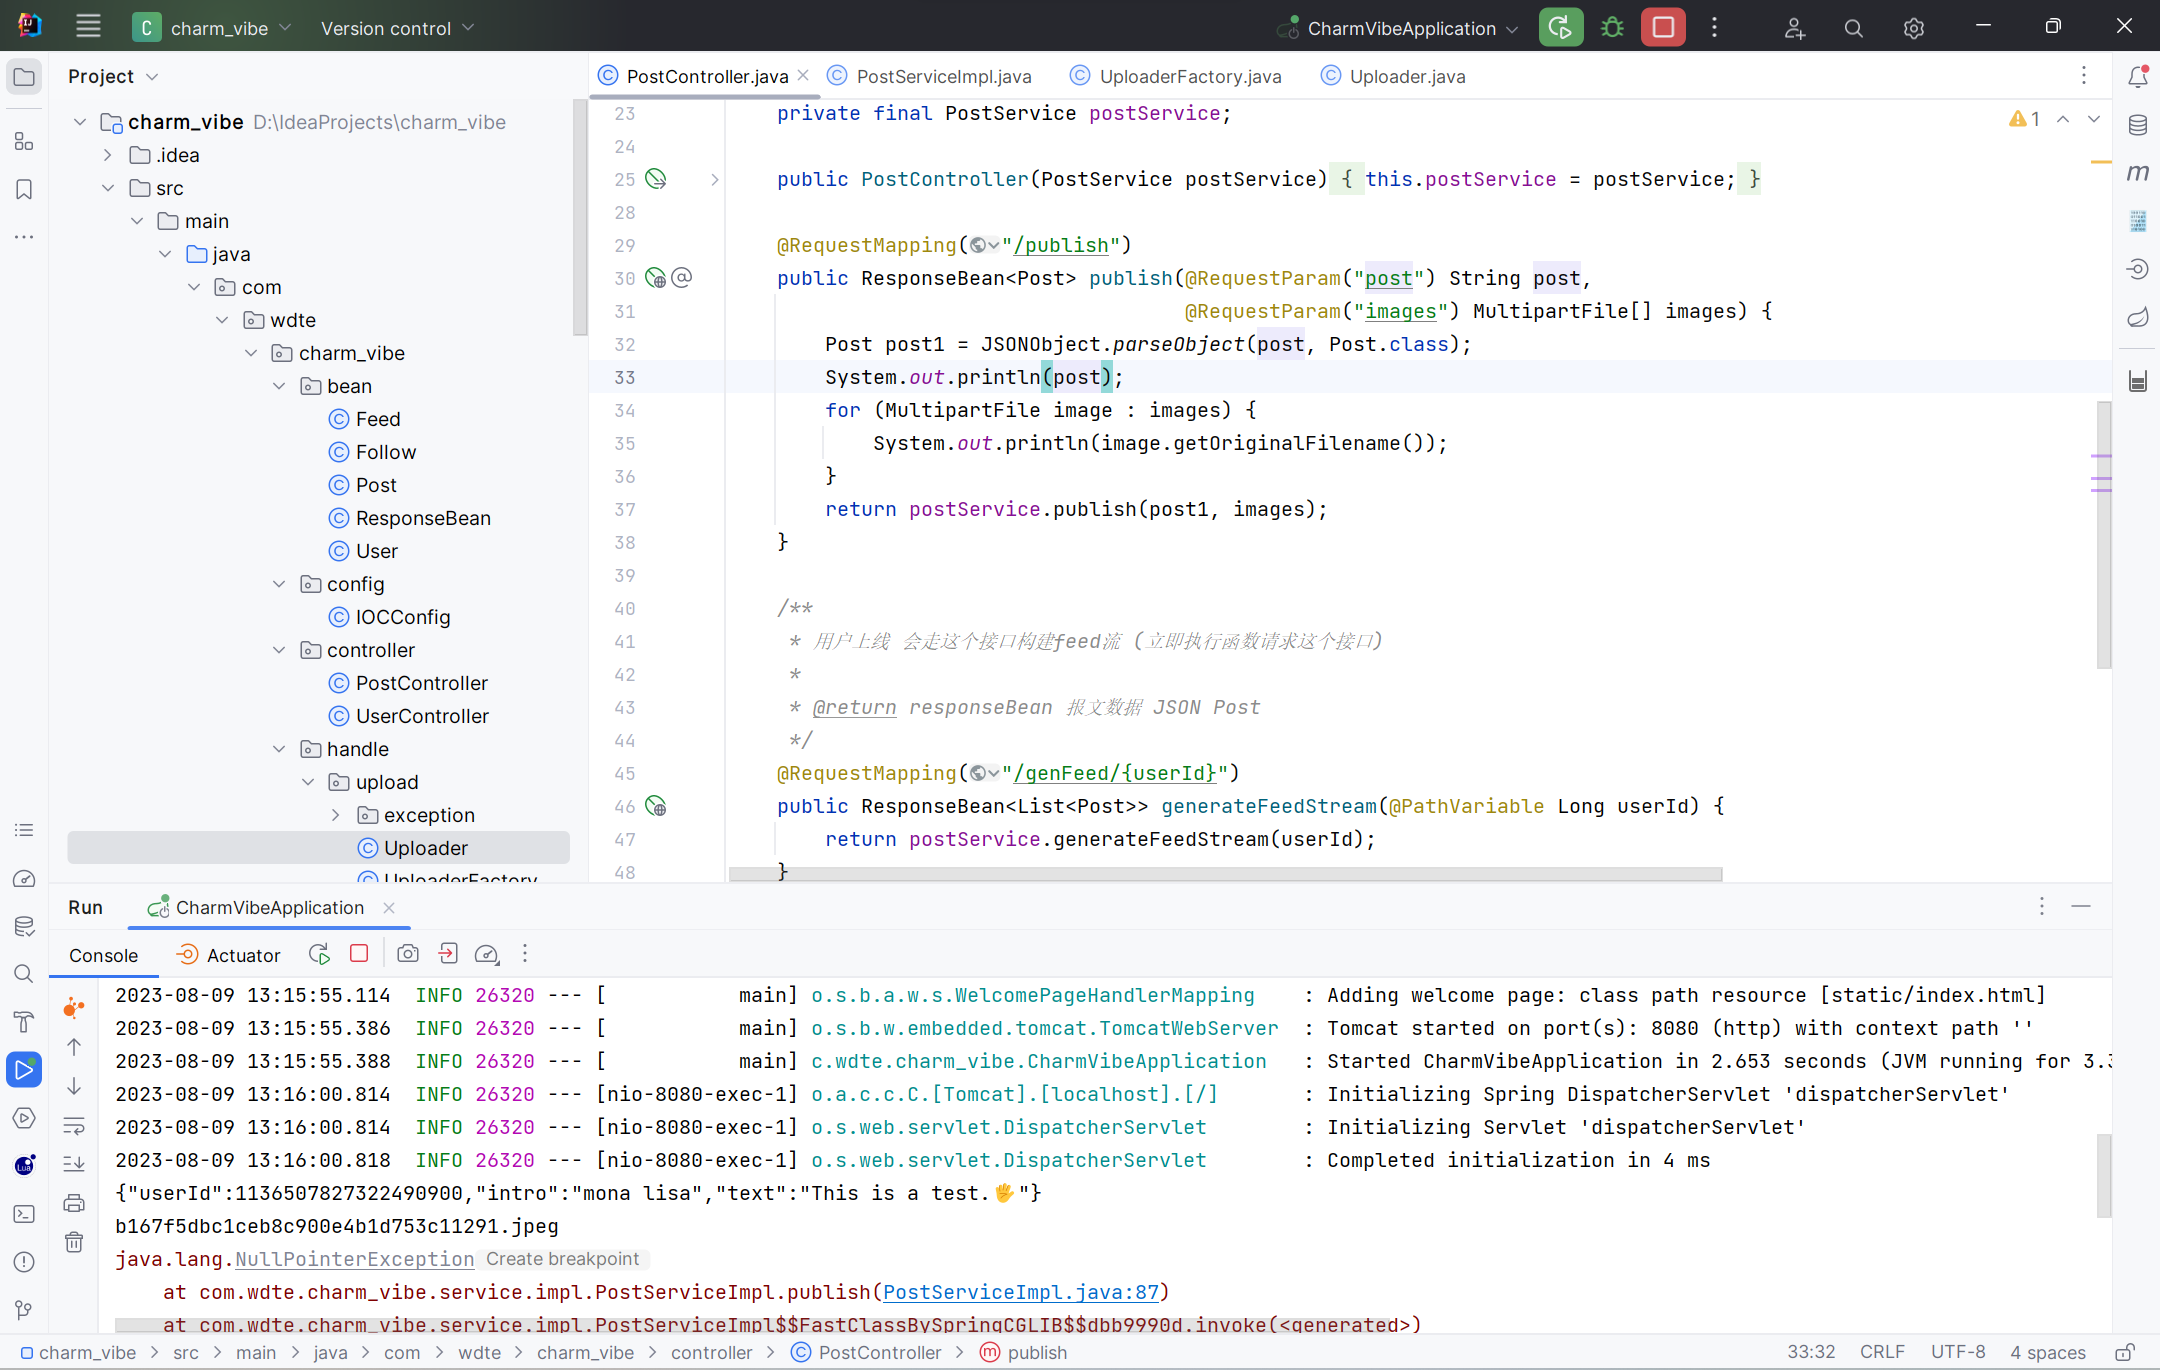 C charm_vibe Version control CharmVibeApplication
Project
charm_vibe D:\IdeaProjects\charm_vibe
.idea
src
main
java
com
wdte
charm_vibe
bean
Feed
Follow
Post
ResponseBean
User
config
IOCConfig
controller
PostController
UserController
handle
upload
exception
Uploader
UploaderFactory
PostController.java PostServiceImpl.java UploaderFactory.java Uploader.java
1
23 private final PostService postService;
24
25 public PostController(PostService postService) { this.postService = postService; }
28
29 @RequestMapping("/publish")
30 public ResponseBean<Post> publish(@RequestParam("post") String post,
31 @RequestParam("images") MultipartFile[] images) {
32 Post post1 = JSONObject.parseObject(post, Post.class);
33 System.out.println(post);
34 for (MultipartFile image : images) {
35 System.out.println(image.getOriginalFilename());
36 }
37 return postService.publish(post1, images);
38 }
39
40 /**
41 * 用户上线 会走这个接口构建feed流 (立即执行函数请求这个接口)
42 *
43 * @return responseBean 报文数据 JSON Post
44 */
45 @RequestMapping("/genFeed/{userId}")
46 public ResponseBean<List<Post>> generateFeedStream(@PathVariable Long userId) {
47 return postService.generateFeedStream(userId);
48 }
Run CharmVibeApplication
Console Actuator
2023-08-09 13:15:55.114 INFO 26320 --- [ main] o.s.b.a.w.s.WelcomePageHandlerMapping : Adding welcome page: class path resource [static/index.html]
2023-08-09 13:15:55.386 INFO 26320 --- [ main] o.s.b.w.embedded.tomcat.TomcatWebServer : Tomcat started on port(s): 8080 (http) with context path ''
2023-08-09 13:15:55.388 INFO 26320 --- [ main] c.wdte.charm_vibe.CharmVibeApplication : Started CharmVibeApplication in 2.653 seconds (JVM running for 3.3
2023-08-09 13:16:00.814 INFO 26320 --- [nio-8080-exec-1] o.a.c.c.C.[Tomcat].[localhost].[/] : Initializing Spring DispatcherServlet 'dispatcherServlet'
2023-08-09 13:16:00.814 INFO 26320 --- [nio-8080-exec-1] o.s.web.servlet.DispatcherServlet : Initializing Servlet 'dispatcherServlet'
2023-08-09 13:16:00.818 INFO 26320 --- [nio-8080-exec-1] o.s.web.servlet.DispatcherServlet : Completed initialization in 4 ms
{"userId":1136507827322490900,"intro":"mona lisa","text":"This is a test.🖐"}
b167f5dbc1ceb8c900e4b1d753c11291.jpeg
java.lang.NullPointerException Create breakpoint
at com.wdte.charm_vibe.service.impl.PostServiceImpl.publish(PostServiceImpl.java:87)
at com.wdte.charm_vibe.service.impl.PostServiceImpl$$FastClassBySpringCGLIB$$dbb9990d.invoke(<generated>)
charm_vibe > src > main > java > com > wdte > charm_vibe > controller > PostController > publish 33:32 CRLF UTF-8 4 spaces